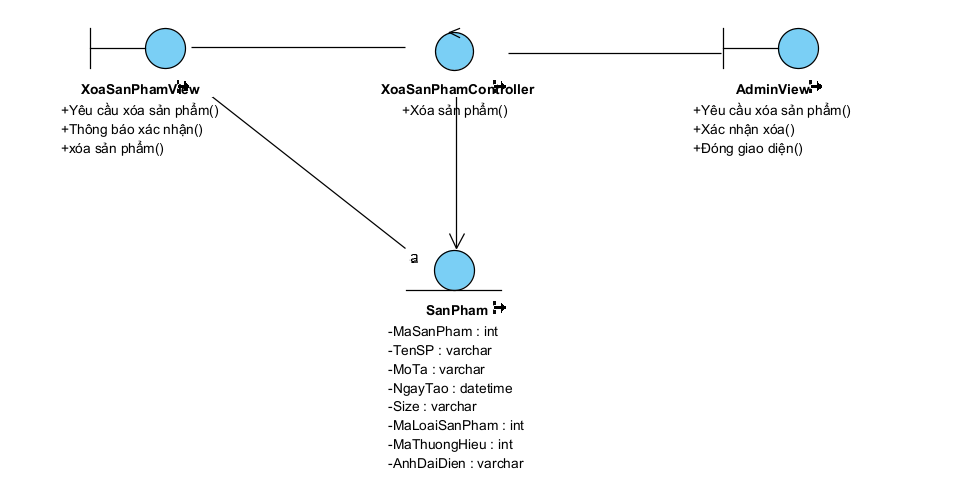 XoaSanPhamView
+Yêu cầu xóa sản phẩm()
+Thông báo xác nhận()
+xóa sản phẩm()
XoaSanPhamController
+Xóa sản phẩm()
AdminView
+Yêu cầu xóa sản phẩm()
+Xác nhận xóa()
+Đóng giao diện()
a
SanPham
-MaSanPham : int
-TenSP : varchar
-MoTa : varchar
-NgayTao : datetime
-Size : varchar
-MaLoaiSanPham : int
-MaThuongHieu : int
-AnhDaiDien : varchar